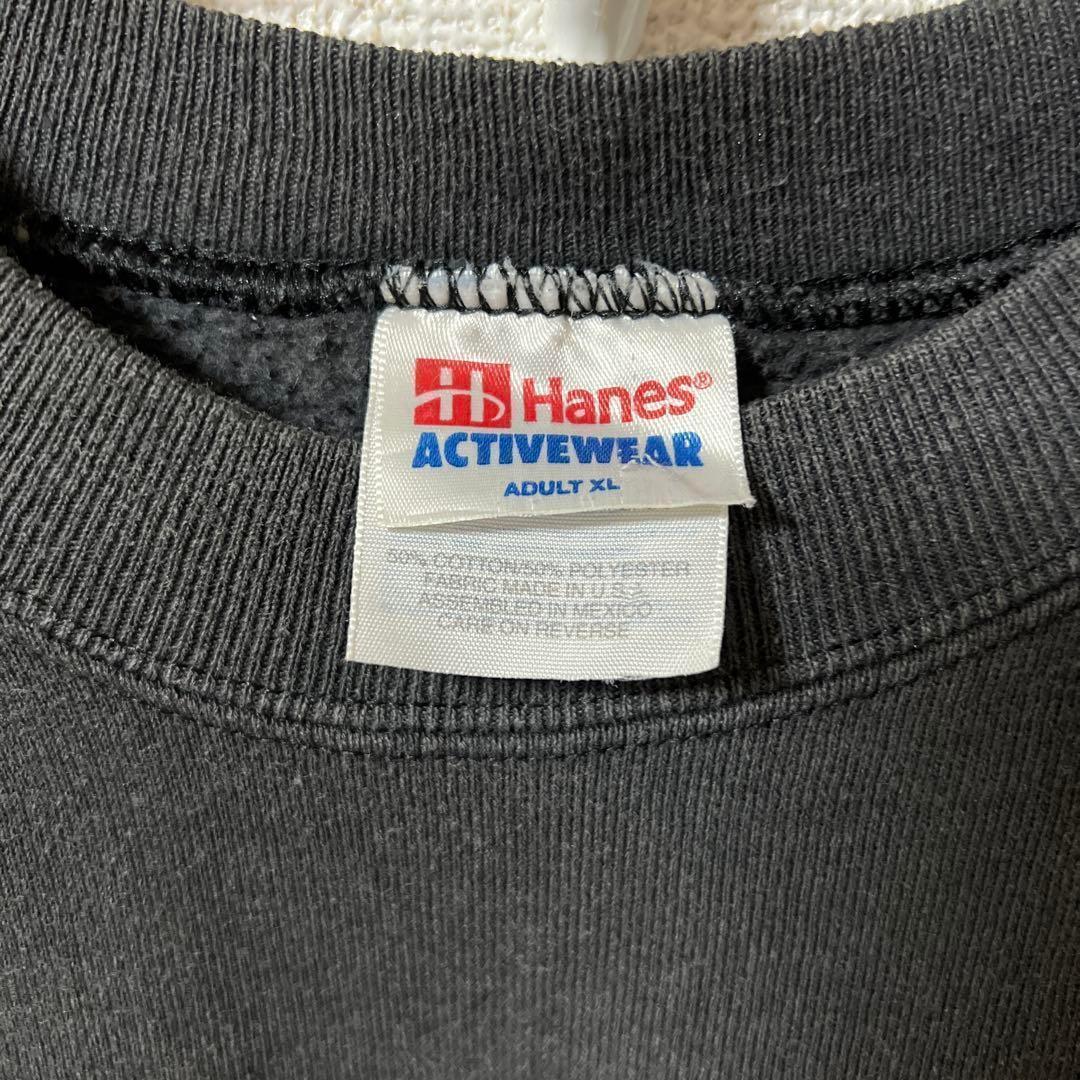 Hanes®
ACTIVEWEAR
ADULT XL
50% COTTON/50% POLYESTER
FABRIC MADE IN U.S.A.
ASSEMBLED IN MEXICO
CARE ON REVERSE